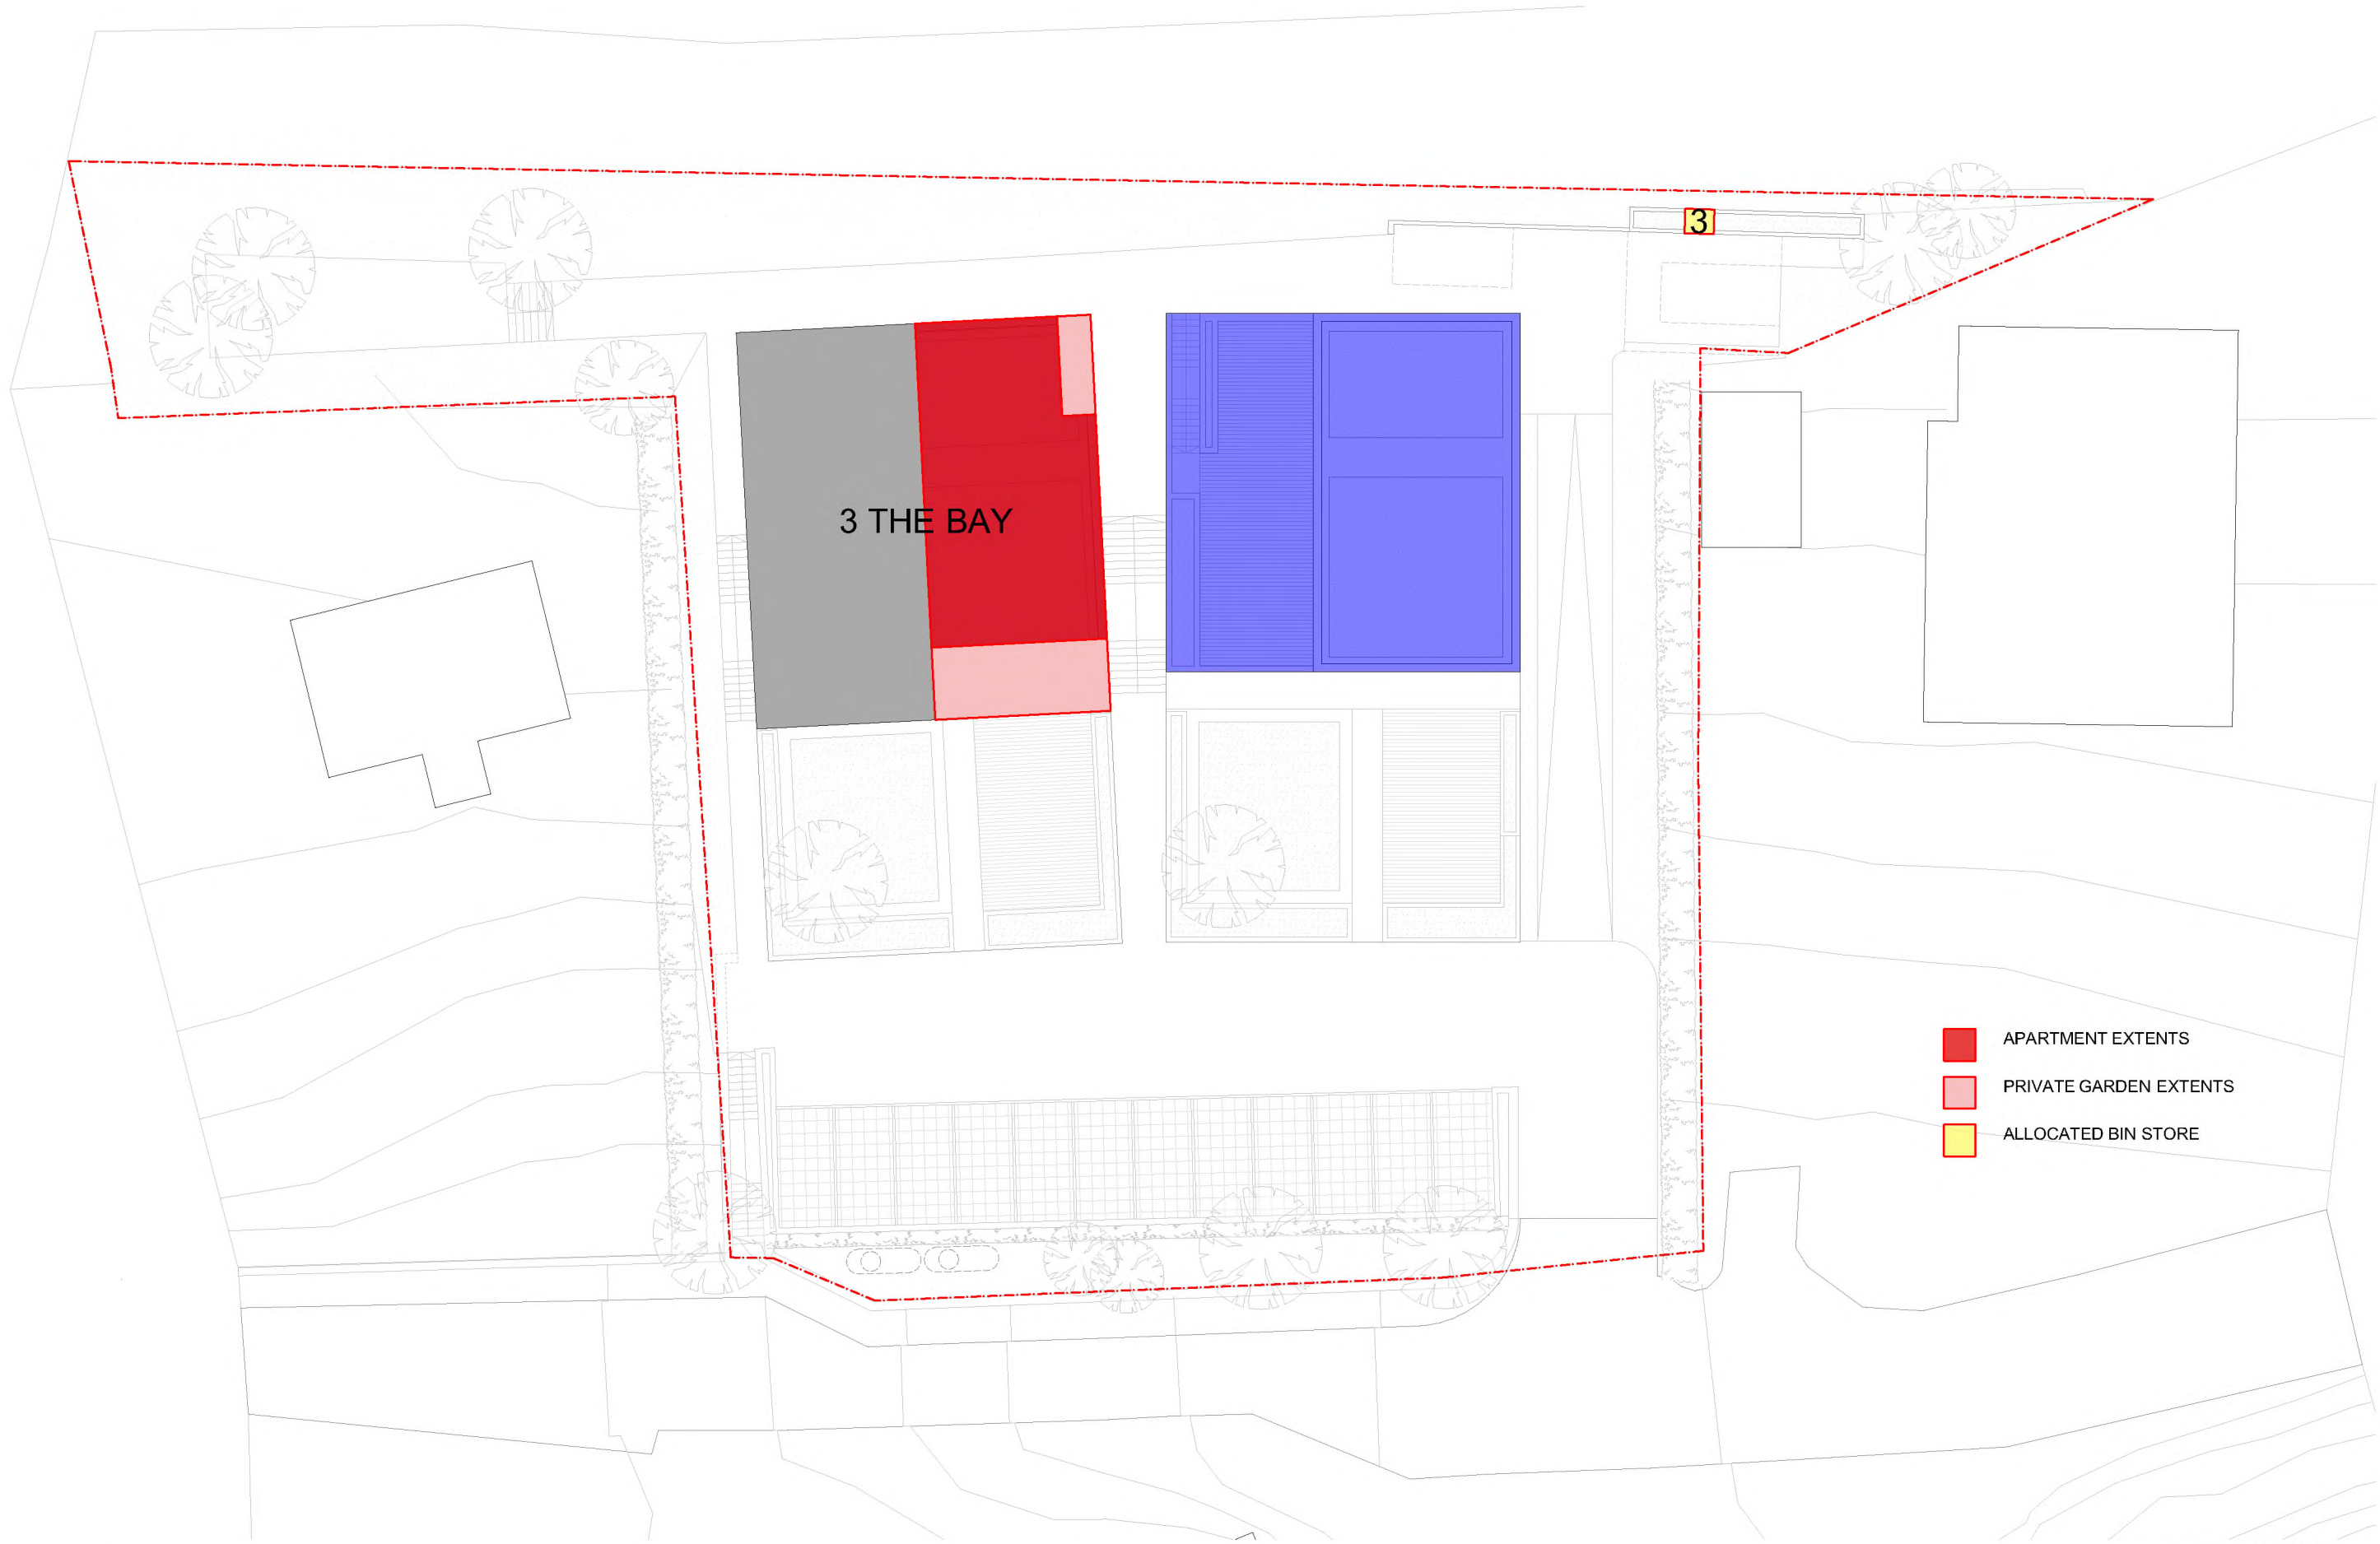 3
3 THE BAY
APARTMENT EXTENTS
PRIVATE GARDEN EXTENTS
ALLOCATED BIN STORE